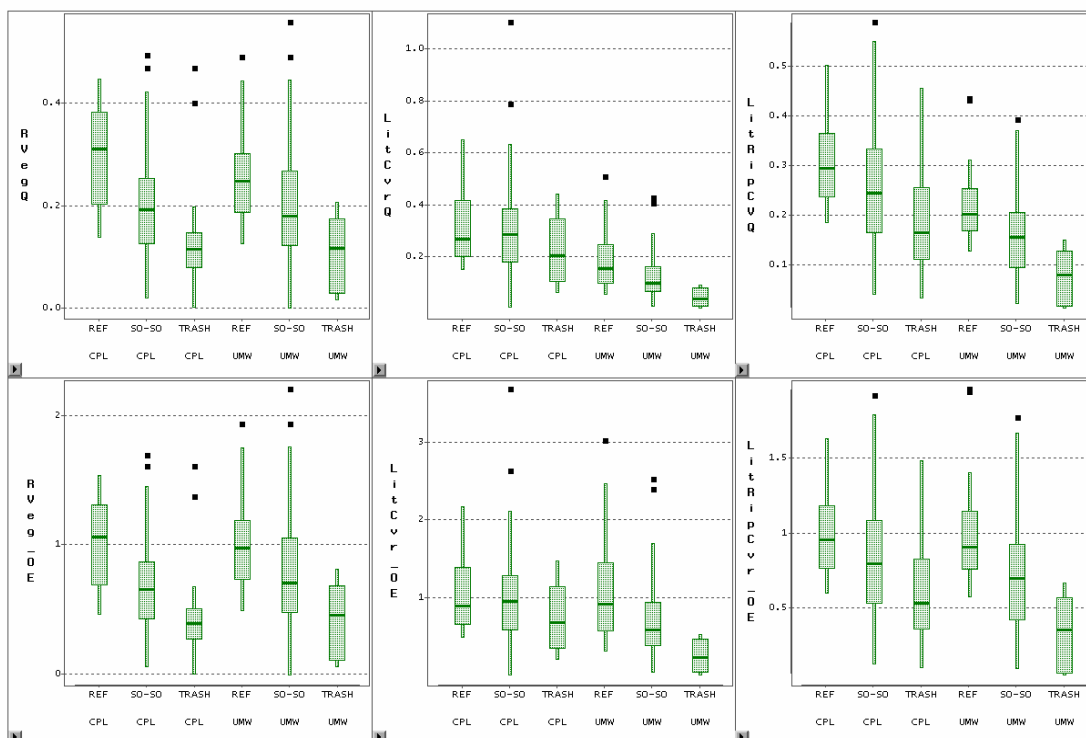 RVegQ
0.4
0.2
0.0
REF SO-SO TRASH REF SO-SO TRASH
CPL CPL CPL UMW UMW UMW
LitCvrQ
1.0
0.8
0.6
0.4
0.2
REF SO-SO TRASH REF SO-SO TRASH
CPL CPL CPL UMW UMW UMW
LitRipCVQ
0.5
0.4
0.3
0.2
0.1
REF SO-SO TRASH REF SO-SO TRASH
CPL CPL CPL UMW UMW UMW
RVeg_OE
2
1
0
REF SO-SO TRASH REF SO-SO TRASH
CPL CPL CPL UMW UMW UMW
LitCvr_OE
3
2
1
REF SO-SO TRASH REF SO-SO TRASH
CPL CPL CPL UMW UMW UMW
LitRipCvr_OE
1.5
1
0.5
REF SO-SO TRASH REF SO-SO TRASH
CPL CPL CPL UMW UMW UMW